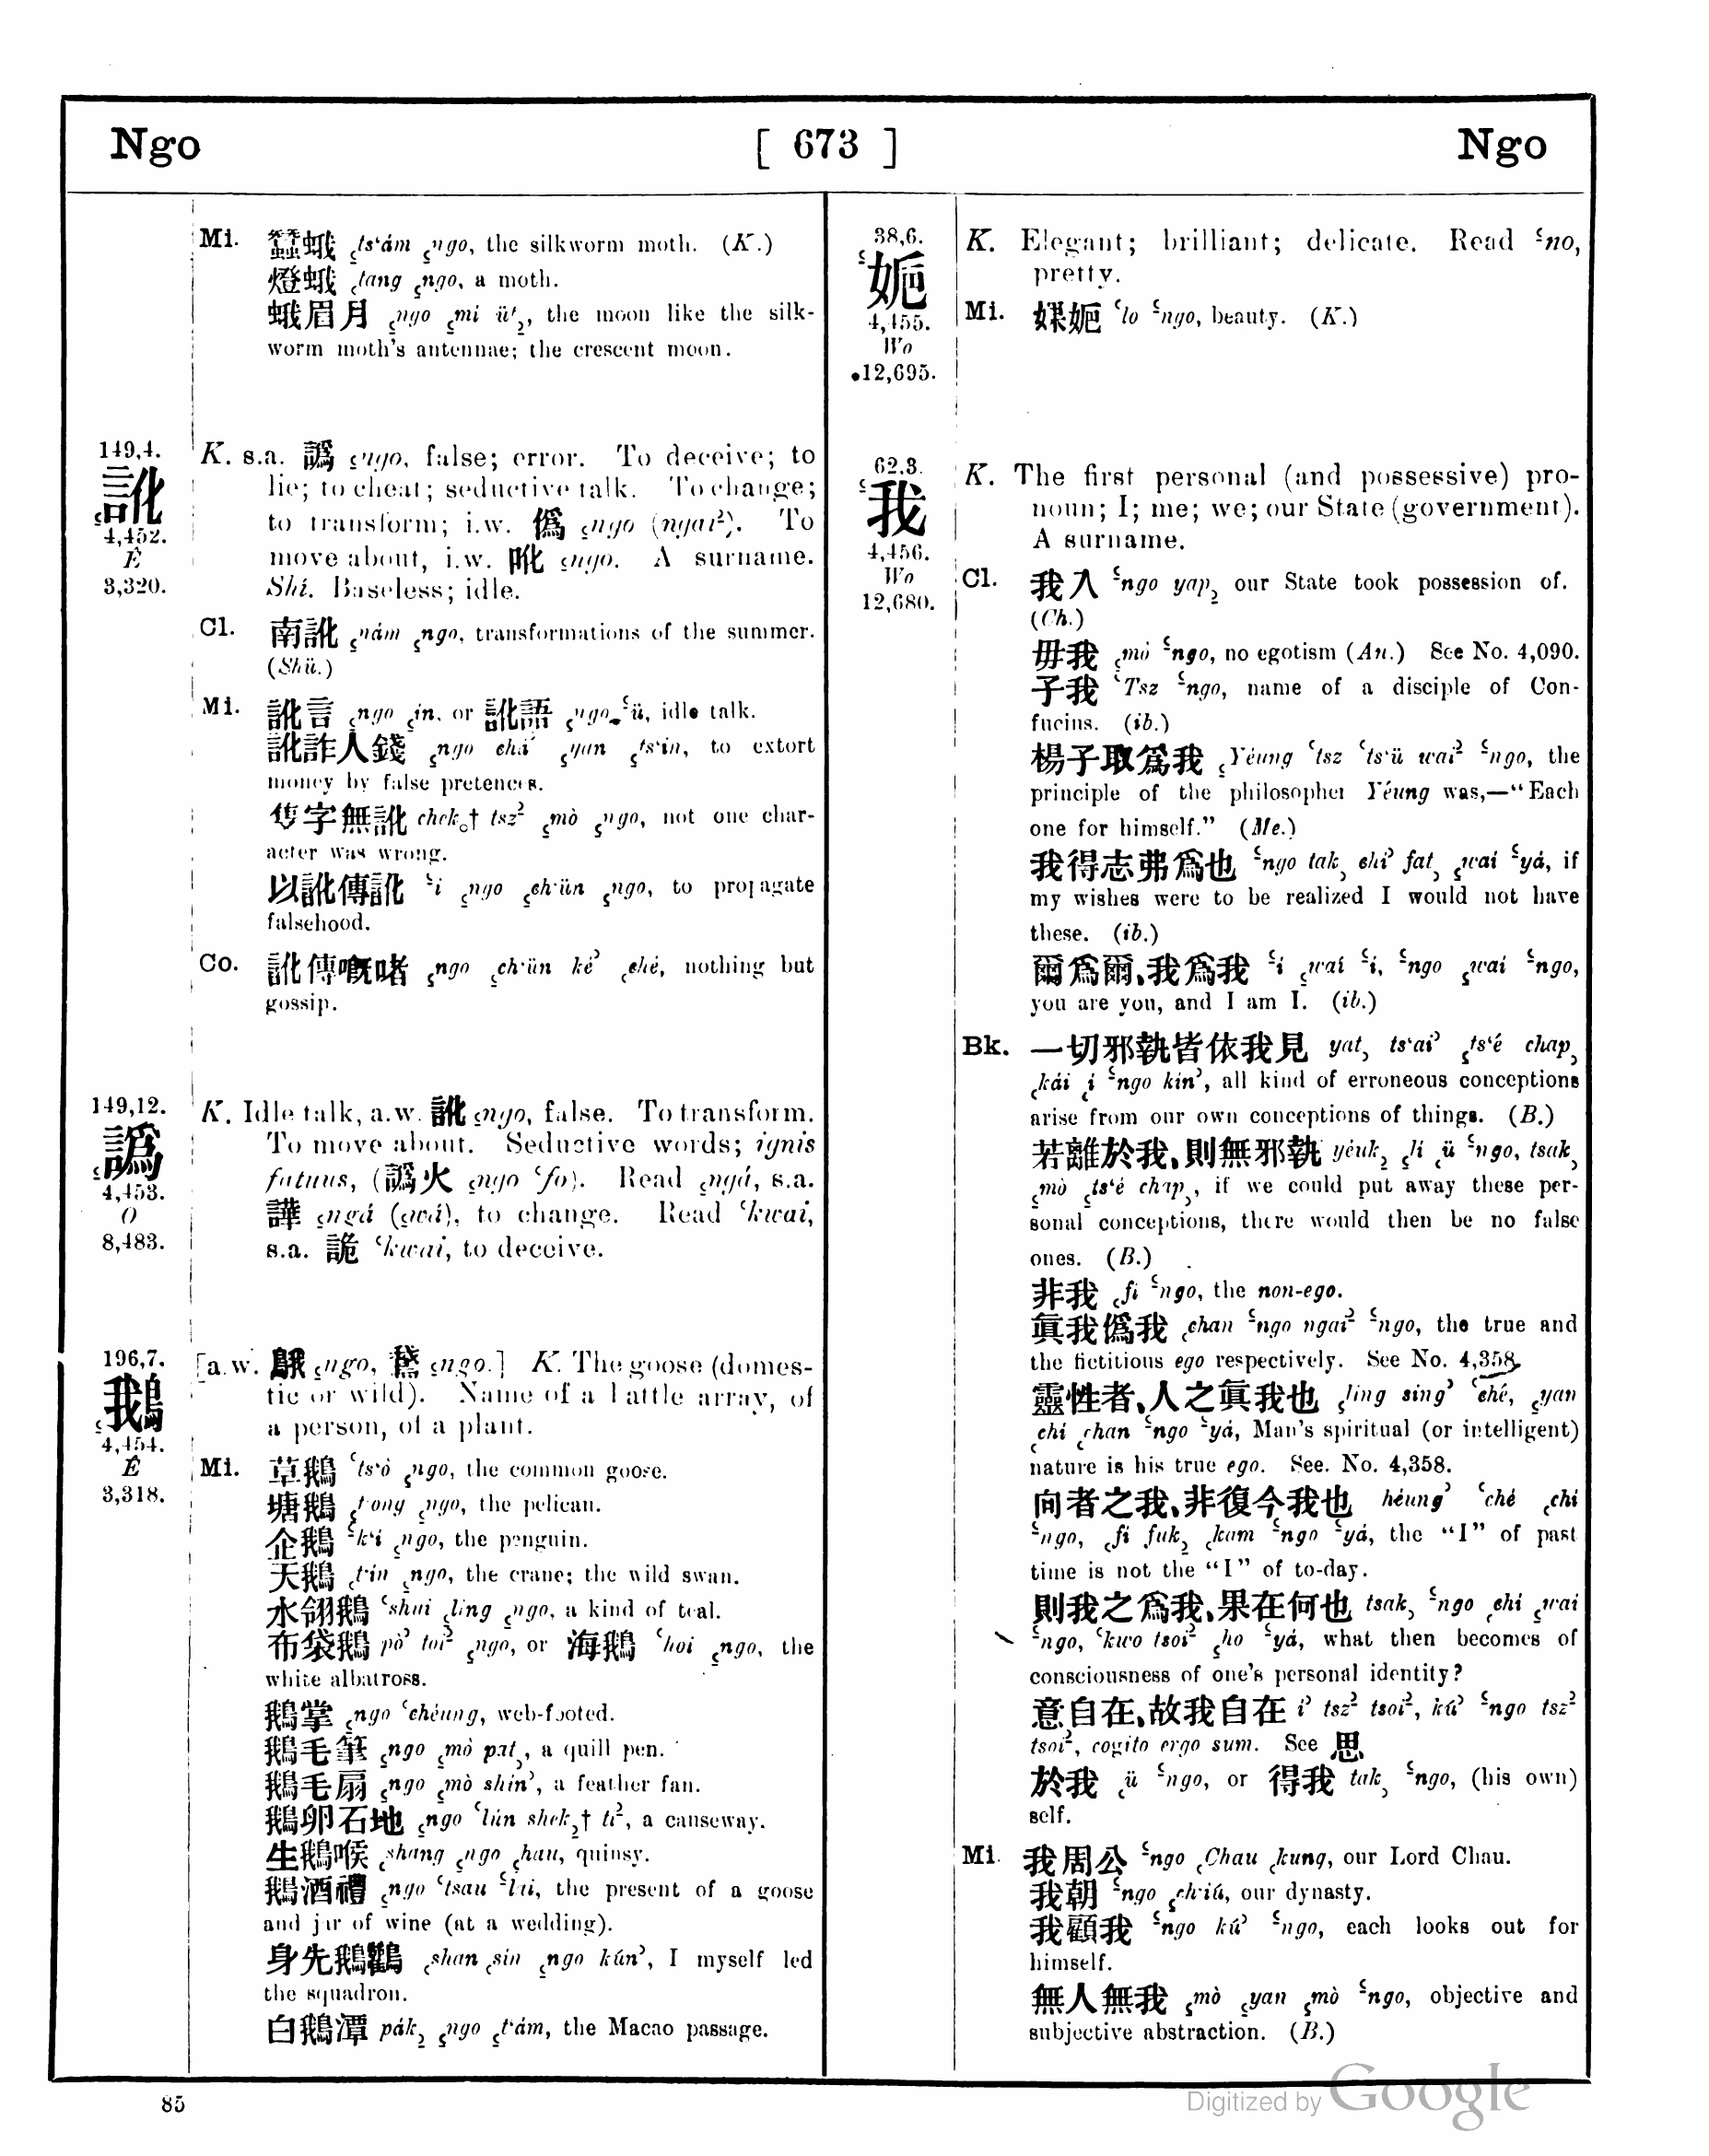 Ngo [ 673 ] Ngo
Mi. 蠶蛾 ꜁ts‘ám ꜁ngo, the silkworm moth. (K.)
燈蛾 ꜀tang ꜁ngo, a moth.
蛾眉月 ꜁ngo ꜁mi üt꜇, the moon like the silk-
worm moth's antennae; the crescent moon.
149,4.
訛
4,452.
Ê
3,320.
K. s.a. 譌 ꜁ngo, false; error. To deceive; to
lie; to cheat; seductive talk. To change;
to transform; i.w. 僞 ꜁ngo (ngai²). To
move about, i.w. 吪 ꜁ngo. A surname.
Shí. Baseless; idle.
Cl. 南訛 ꜁nám ꜁ngo, transformations of the summer.
(Shü.)
Mi. 訛言 ꜁ngo ꜁in, or 訛語 ꜁ngo ꜃ü, idle talk.
訛詐人錢 ꜁ngo chá꜄ ꜁yan ꜁ts‘in, to extort
money by false pretences.
隻字無訛 chek꜀† tsz² ꜁mò ꜁ngo, not one char-
acter was wrong.
以訛傳訛 ꜃i ꜁ngo ꜁ch‘ün ꜁ngo, to propagate
falsehood.
Co. 訛傳嘅啫 ꜁ngo ꜁ch‘ün ké꜄ ꜀ché, nothing but
gossip.
149,12.
譌
4,453.
O
8,483.
K. Idle talk, a.w. 訛 ꜁ngo, false. To transform.
To move about. Seductive words; ignis
fatuus, (譌火 ꜁ngo ꜂fo). Read ꜁ngá, s.a.
譁 ꜁ngá (꜁wá), to change. Read ꜂kwai,
s.a. 詭 ꜂kwai, to deceive.
196,7.
鵝
4,454.
Ê
3,318.
[a.w. 䳘 ꜁ngo, 鵞 ꜁ngo.] K. The goose (domes-
tic or wild). Name of a battle array, of
a person, of a plant.
Mi. 草鵝 ꜂ts‘ò ꜁ngo, the common goose.
塘鵝 ꜁t‘ong ꜁ngo, the pelican.
企鵝 ꜃k‘i ꜁ngo, the penguin.
天鵝 ꜀t‘in ꜁ngo, the crane; the wild swan.
水翎鵝 ꜂shui ꜁ling ꜁ngo, a kind of teal.
布袋鵝 pò꜄ toi² ꜁ngo, or 海鵝 ꜂hoi ꜁ngo, the
white albatross.
鵝掌 ꜁ngo ꜂chéung, web-footed.
鵝毛筆 ꜁ngo ꜁mò pat꜆, a quill pen.
鵝毛扇 ꜁ngo ꜁mò shin꜄, a feather fan.
鵝卵石地 ꜁ngo ꜂lún shek꜇† ti², a causeway.
生鵝喉 ꜀shang ꜁ngo ꜁hau, quinsy.
鵝酒禮 ꜁ngo ꜂tsau ꜃lai, the present of a goose
and jar of wine (at a wedding).
身先鵝鸛 ꜀shan ꜀sin ꜁ngo kún꜄, I myself led
the squadron.
白鵝潭 pák꜇ ꜁ngo ꜁t‘ám, the Macao passage.
85
38,6.
妸
4,455.
Wo
12,695.
K. Elegant; brilliant; delicate. Read ꜃no,
pretty.
Mi. 婐㛂 ꜂lo ꜃ngo, beauty. (K.)
62,3.
我
4,456.
Wo
12,680.
K. The first personal (and possessive) pro-
noun; I; me; we; our State (government).
A surname.
Cl. 我入 ꜃ngo yap꜇ our State took possession of.
(Ch.)
毋我 ꜁mò ꜃ngo, no egotism (An.) See No. 4,090.
子我 ꜂Tsz ꜃ngo, name of a disciple of Con-
fucius. (ib.)
楊子取爲我 ꜁Yéung ꜂tsz ꜂ts‘ü wai² ꜃ngo, the
principle of the philosopher Yéung was,—“Each
one for himself.” (Me.)
我得志弗爲也 ꜃ngo tak꜆ chi꜄ fat꜆ ꜁wai ꜃yá, if
my wishes were to be realized I would not have
these. (ib.)
爾爲爾,我爲我 ꜃i ꜁wai ꜃i, ꜃ngo ꜁wai ꜃ngo,
you are you, and I am I. (ib.)
Bk. 一切邪執皆依我見 yat꜆ ts‘ai꜄ ꜁ts‘é chap꜆
꜀kái ꜀i ꜃ngo kin꜄, all kind of erroneous conceptions
arise from our own conceptions of things. (B.)
若離於我,則無邪執 yéuk꜇ ꜁li ꜀ü ꜃ngo, tsak꜆
꜁mò ꜁ts‘é chap꜆, if we could put away these per-
sonal conceptions, there would then be no false
ones. (B.)
非我 ꜀fi ꜃ngo, the non-ego.
眞我僞我 ꜀chan ꜃ngo ngai² ꜃ngo, the true and
the fictitious ego respectively. See No. 4,358.
靈性者,人之眞我也 ꜁ling sing꜄ ꜂ché, ꜁yan
꜀chi ꜀chan ꜃ngo ꜃yá, Man's spiritual (or intelligent)
nature is his true ego. See. No. 4,358.
向者之我,非復今我也 héung꜄ ꜂ché ꜀chi
꜃ngo, ꜀fi fuk꜇ ꜀kam ꜃ngo ꜃yá, the “I” of past
time is not the “I” of to-day.
則我之爲我,果在何也 tsak꜆ ꜃ngo ꜀chi ꜁wai
꜃ngo, ꜂kwo tsoi² ꜁ho ꜃yá, what then becomes of
consciousness of one's personal identity?
意自在,故我自在 i꜄ tsz² tsoi², kú꜄ ꜃ngo tsz²
tsoi², cogito ergo sum. See 思
於我 ꜀ü ꜃ngo, or 得我 tak꜆ ꜃ngo, (his own)
self.
Mi. 我周公 ꜃ngo ꜀Chau ꜀kung, our Lord Chau.
我朝 ꜃ngo ꜁ch‘iú, our dynasty.
我顧我 ꜃ngo kú꜄ ꜃ngo, each looks out for
himself.
無人無我 ꜁mò ꜁yan ꜁mò ꜃ngo, objective and
subjective abstraction. (B.)
Digitized by Google